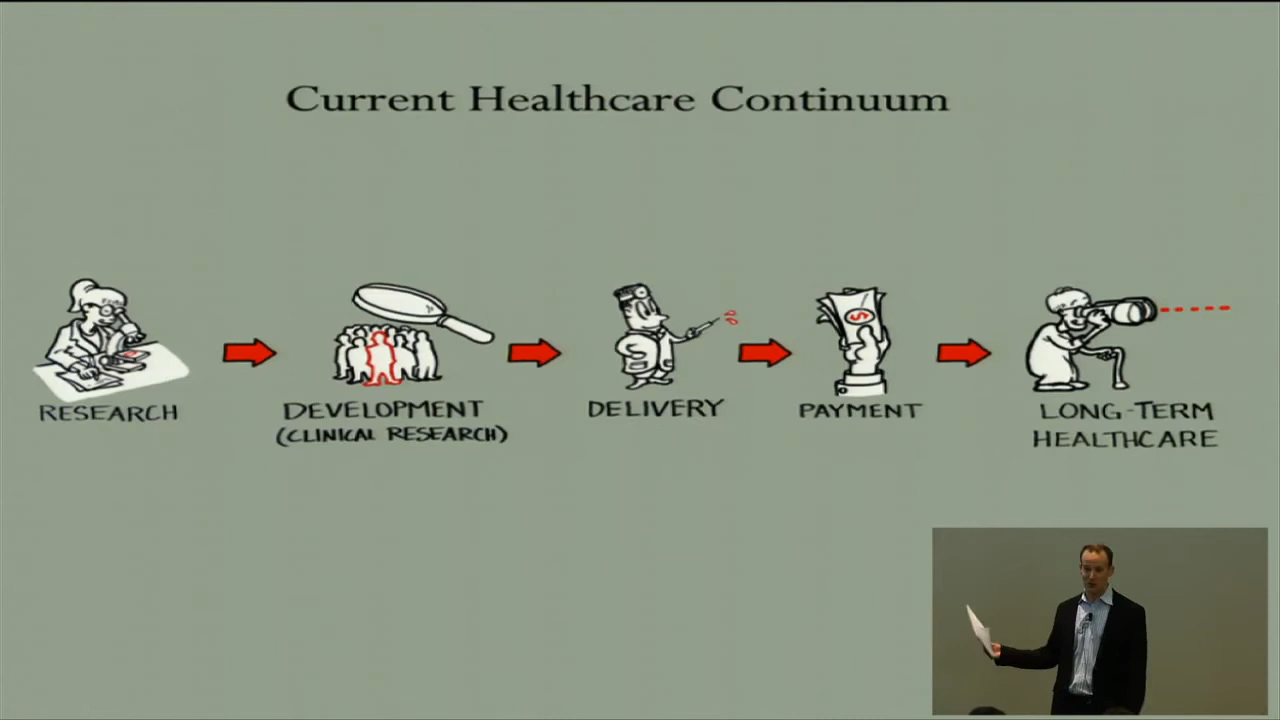 Current Healthcare Continuum
RESEARCH
DEVELOPMENT
(CLINICAL RESEARCH)
DELIVERY
PAYMENT
$
LONG-TERM
HEALTHCARE